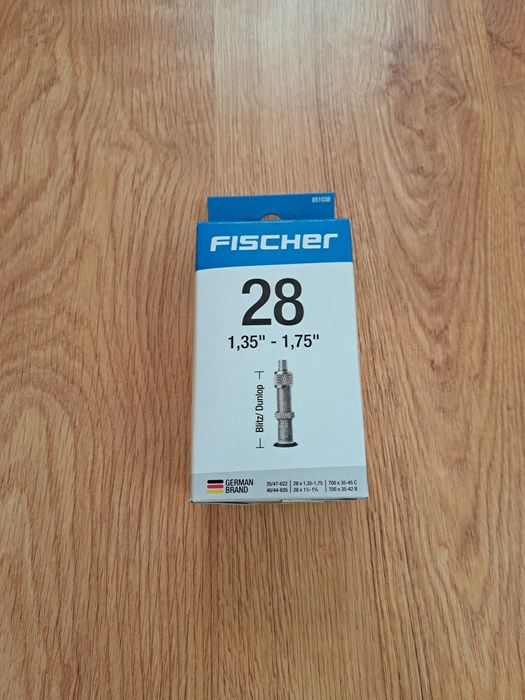 851038
FISCHER
28
1,35" - 1,75"
Blitz/ Dunlop
GERMAN BRAND
35/47-622 | 28 x 1,35-1,75 | 700 x 35-45 C
40/44-635 | 28 x 1½-1⅝ | 700 x 35-42 B